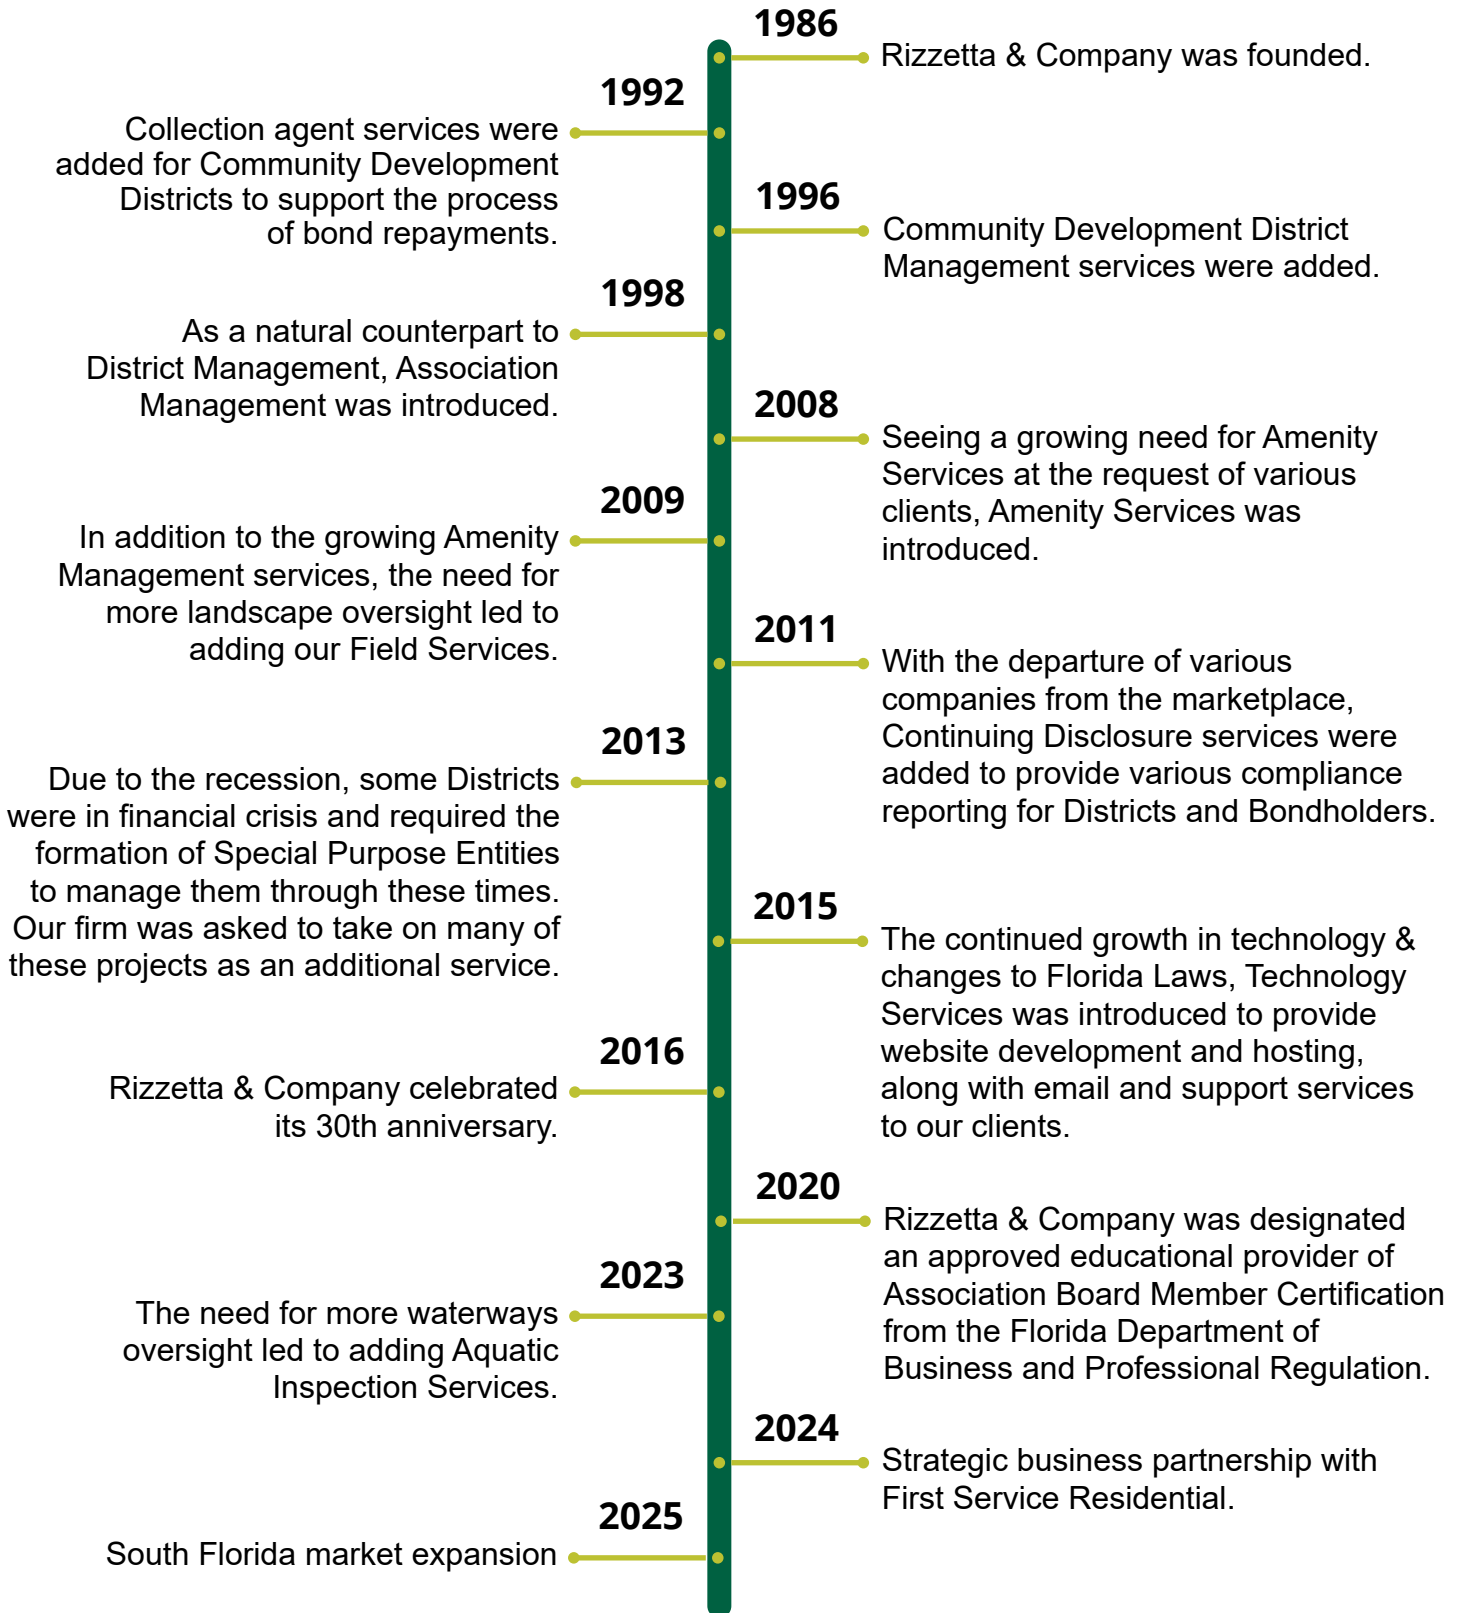 1986
Rizzetta & Company was founded.
1992
Collection agent services were
added for Community Development
Districts to support the process
of bond repayments.
1996
Community Development District
Management services were added.
1998
As a natural counterpart to
District Management, Association
Management was introduced.
2008
Seeing a growing need for Amenity
Services at the request of various
clients, Amenity Services was
introduced.
2009
In addition to the growing Amenity
Management services, the need for
more landscape oversight led to
adding our Field Services.
2011
With the departure of various
companies from the marketplace,
Continuing Disclosure services were
added to provide various compliance
reporting for Districts and Bondholders.
2013
Due to the recession, some Districts
were in financial crisis and required the
formation of Special Purpose Entities
to manage them through these times.
Our firm was asked to take on many of
these projects as an additional service.
2015
The continued growth in technology &
changes to Florida Laws, Technology
Services was introduced to provide
website development and hosting,
along with email and support services
to our clients.
2016
Rizzetta & Company celebrated
its 30th anniversary.
2020
Rizzetta & Company was designated
an approved educational provider of
Association Board Member Certification
from the Florida Department of
Business and Professional Regulation.
2023
The need for more waterways
oversight led to adding Aquatic
Inspection Services.
2024
Strategic business partnership with
First Service Residential.
2025
South Florida market expansion